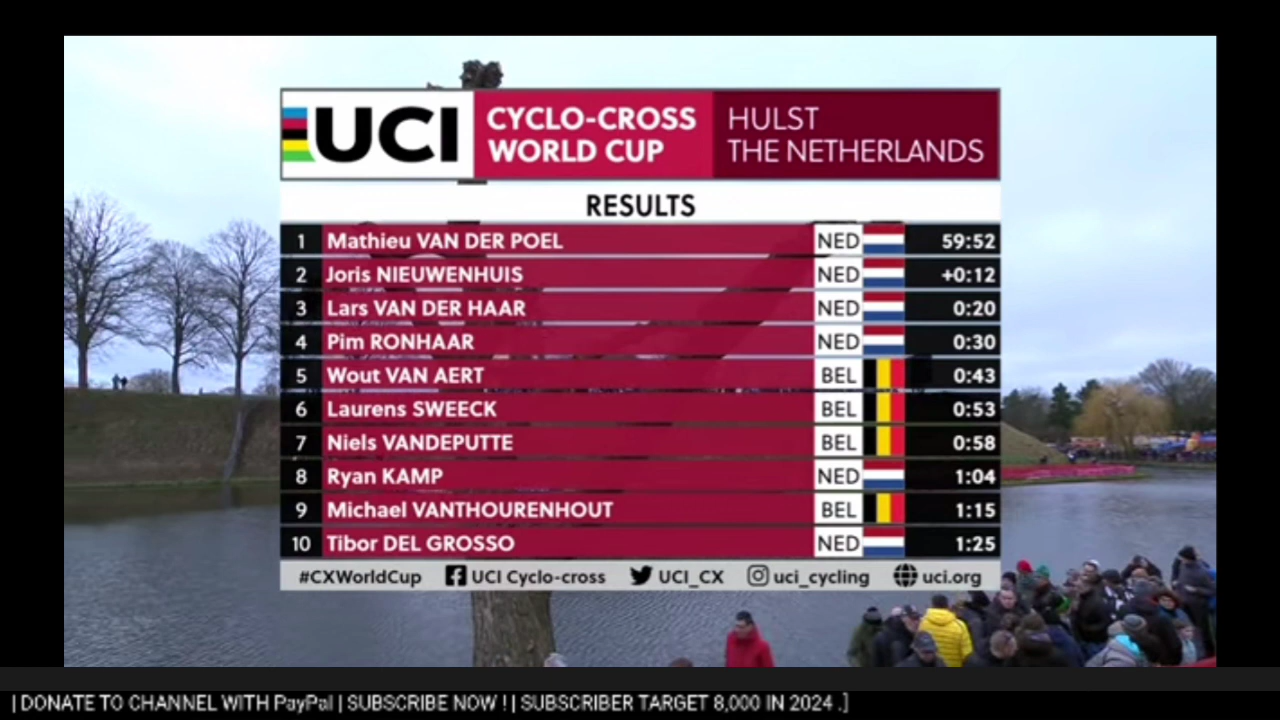 UCI CYCLO-CROSS WORLD CUP HULST THE NETHERLANDS
RESULTS
1 Mathieu VAN DER POEL NED 59:52
2 Joris NIEUWENHUIS NED +0:12
3 Lars VAN DER HAAR NED 0:20
4 Pim RONHAAR NED 0:30
5 Wout VAN AERT BEL 0:43
6 Laurens SWEECK BEL 0:53
7 Niels VANDEPUTTE BEL 0:58
8 Ryan KAMP NED 1:04
9 Michael VANTHOURENHOUT BEL 1:15
10 Tibor DEL GROSSO NED 1:25
#CXWorldCup UCI Cyclo-cross UCI_CX uci_cycling uci.org
| DONATE TO CHANNEL WITH PayPal | SUBSCRIBE NOW ! | SUBSCRIBER TARGET 8,000 IN 2024 .]